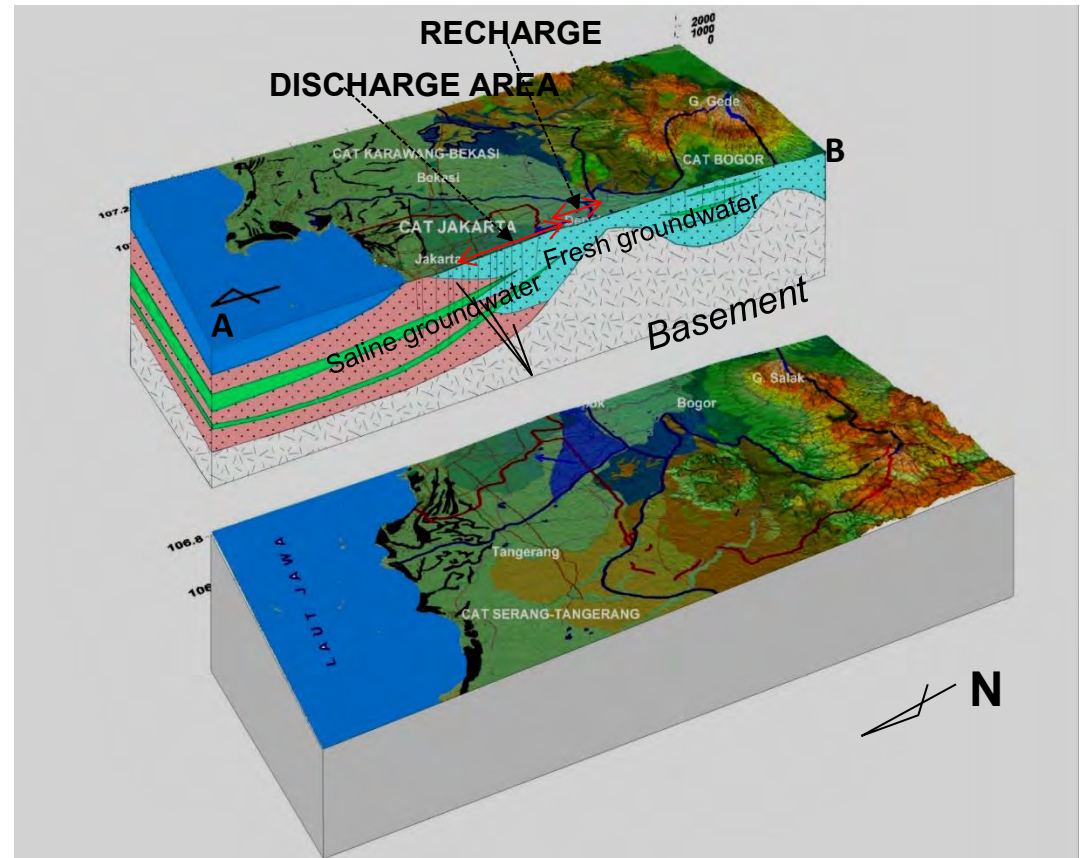 RECHARGE
DISCHARGE AREA
2000
1000
0
G. Gede
B
CAT KARAWANG-BEKASI
CAT BOGOR
Bekasi
107.2
CAT JAKARTA
Jakarta
Fresh groundwater
A
Saline groundwater
Basement
G. Salak
Bogor
106.8
Tangerang
LAUT JAWA
CAT SERANG-TANGERANG
N